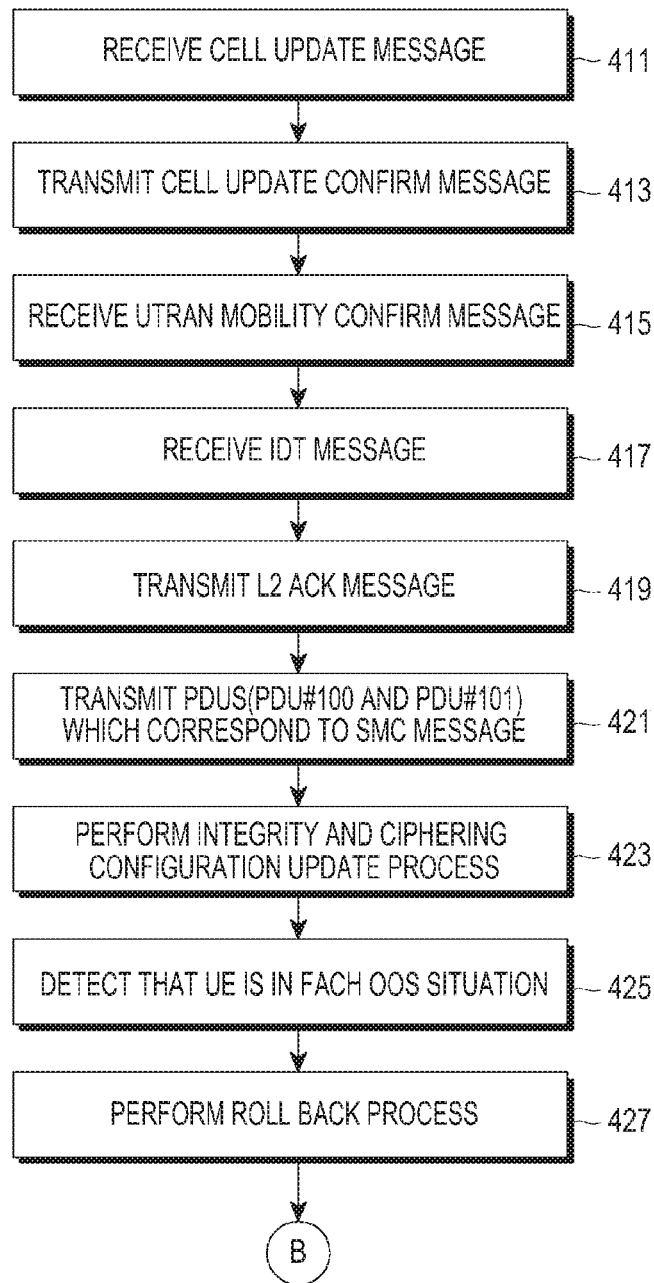 RECEIVE CELL UPDATE MESSAGE
411
TRANSMIT CELL UPDATE CONFIRM MESSAGE
413
RECEIVE UTRAN MOBILITY CONFIRM MESSAGE
415
RECEIVE IDT MESSAGE
417
TRANSMIT L2 ACK MESSAGE
419
TRANSMIT PDUS(PDU#100 AND PDU#101)
WHICH CORRESPOND TO SMC MESSAGE
421
PERFORM INTEGRITY AND CIPHERING
CONFIGURATION UPDATE PROCESS
423
DETECT THAT UE IS IN FACH OOS SITUATION
425
PERFORM ROLL BACK PROCESS
427
B